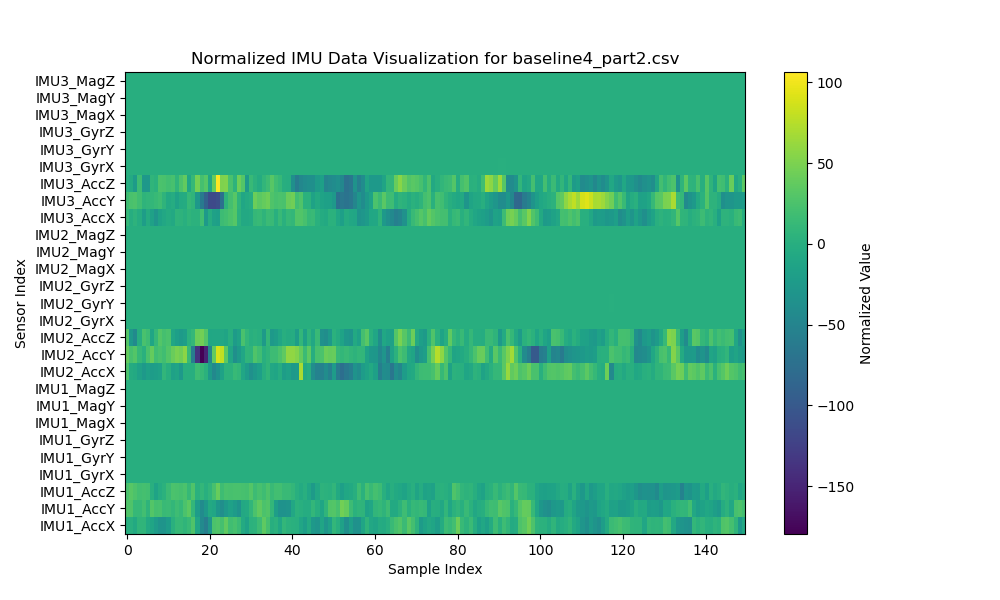 Normalized IMU Data Visualization for baseline4_part2.csv
Sensor Index
IMU3_MagZ
IMU3_MagY
IMU3_MagX
IMU3_GyrZ
IMU3_GyrY
IMU3_GyrX
IMU3_AccZ
IMU3_AccY
IMU3_AccX
IMU2_MagZ
IMU2_MagY
IMU2_MagX
IMU2_GyrZ
IMU2_GyrY
IMU2_GyrX
IMU2_AccZ
IMU2_AccY
IMU2_AccX
IMU1_MagZ
IMU1_MagY
IMU1_MagX
IMU1_GyrZ
IMU1_GyrY
IMU1_GyrX
IMU1_AccZ
IMU1_AccY
IMU1_AccX
0 20 40 60 80 100 120 140
Sample Index
100
50
0
−50
−100
−150
Normalized Value